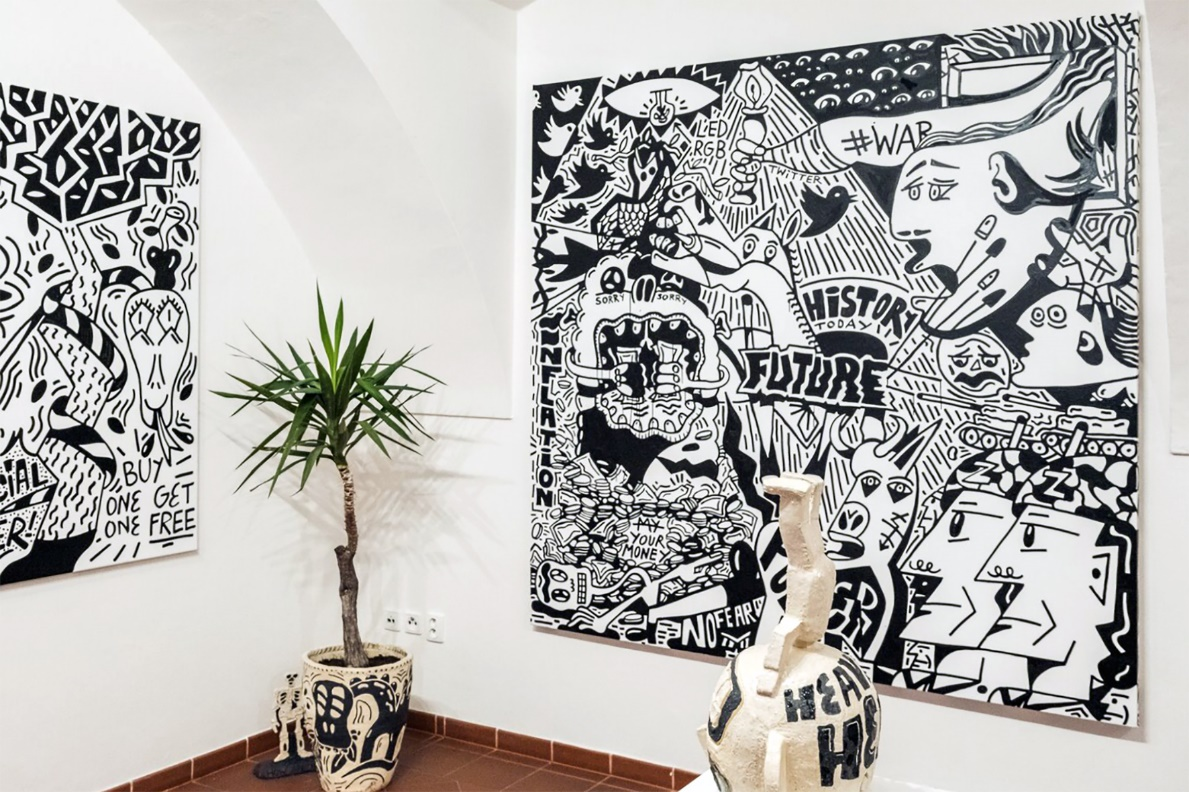 BUY
ONE GET
ONE FREE
LED
RGB
TWITTER
#WAR
SORRY SORRY
HISTORY
TODAY
FUTURE
INFLATION
MY
YOUR
MONEY
NO FEAR
Z Z